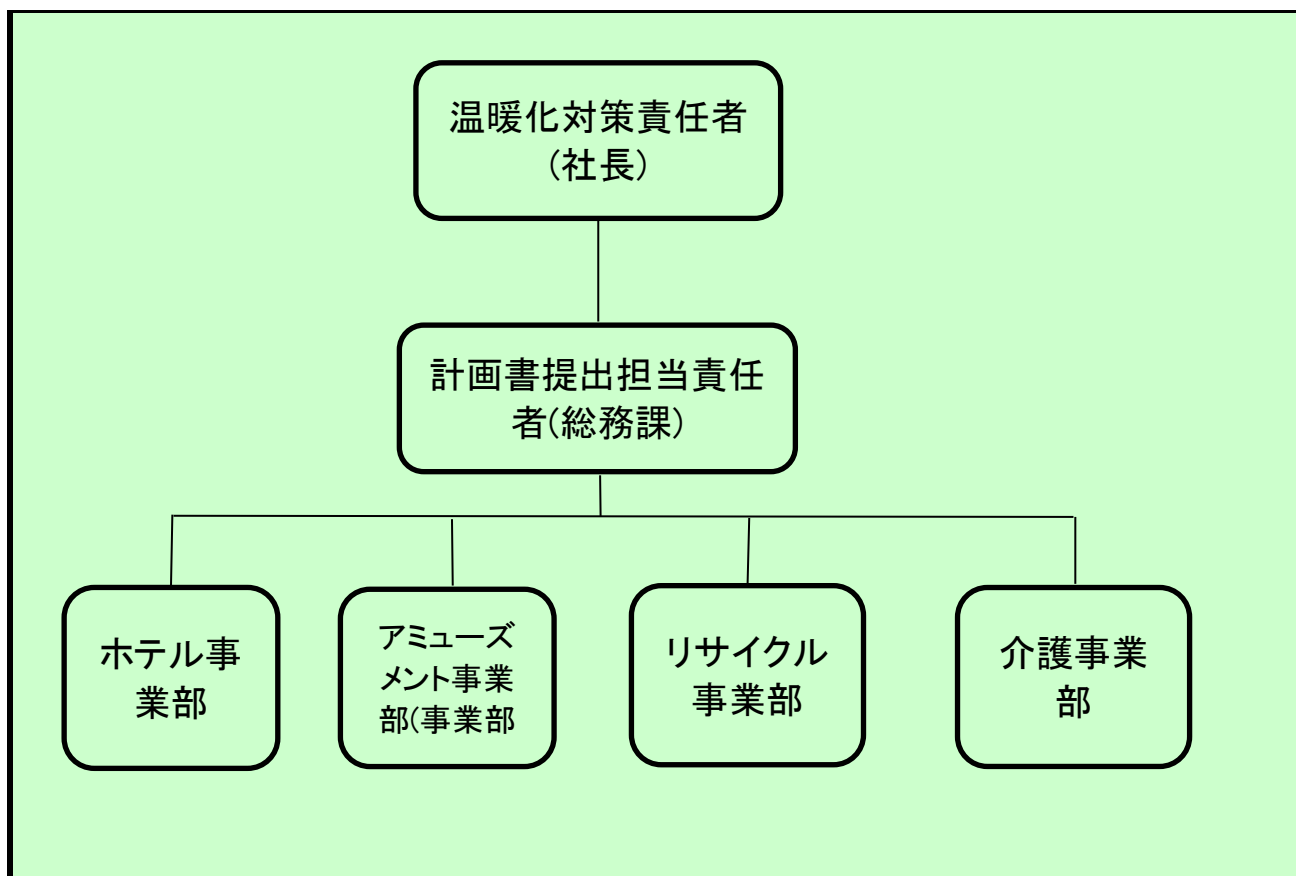 温暖化対策責任者
(社長)
計画書提出担当責任
者(総務課)
ホテル事
業部
アミューズ
メント事業
部(事業部
リサイクル
事業部
介護事業
部